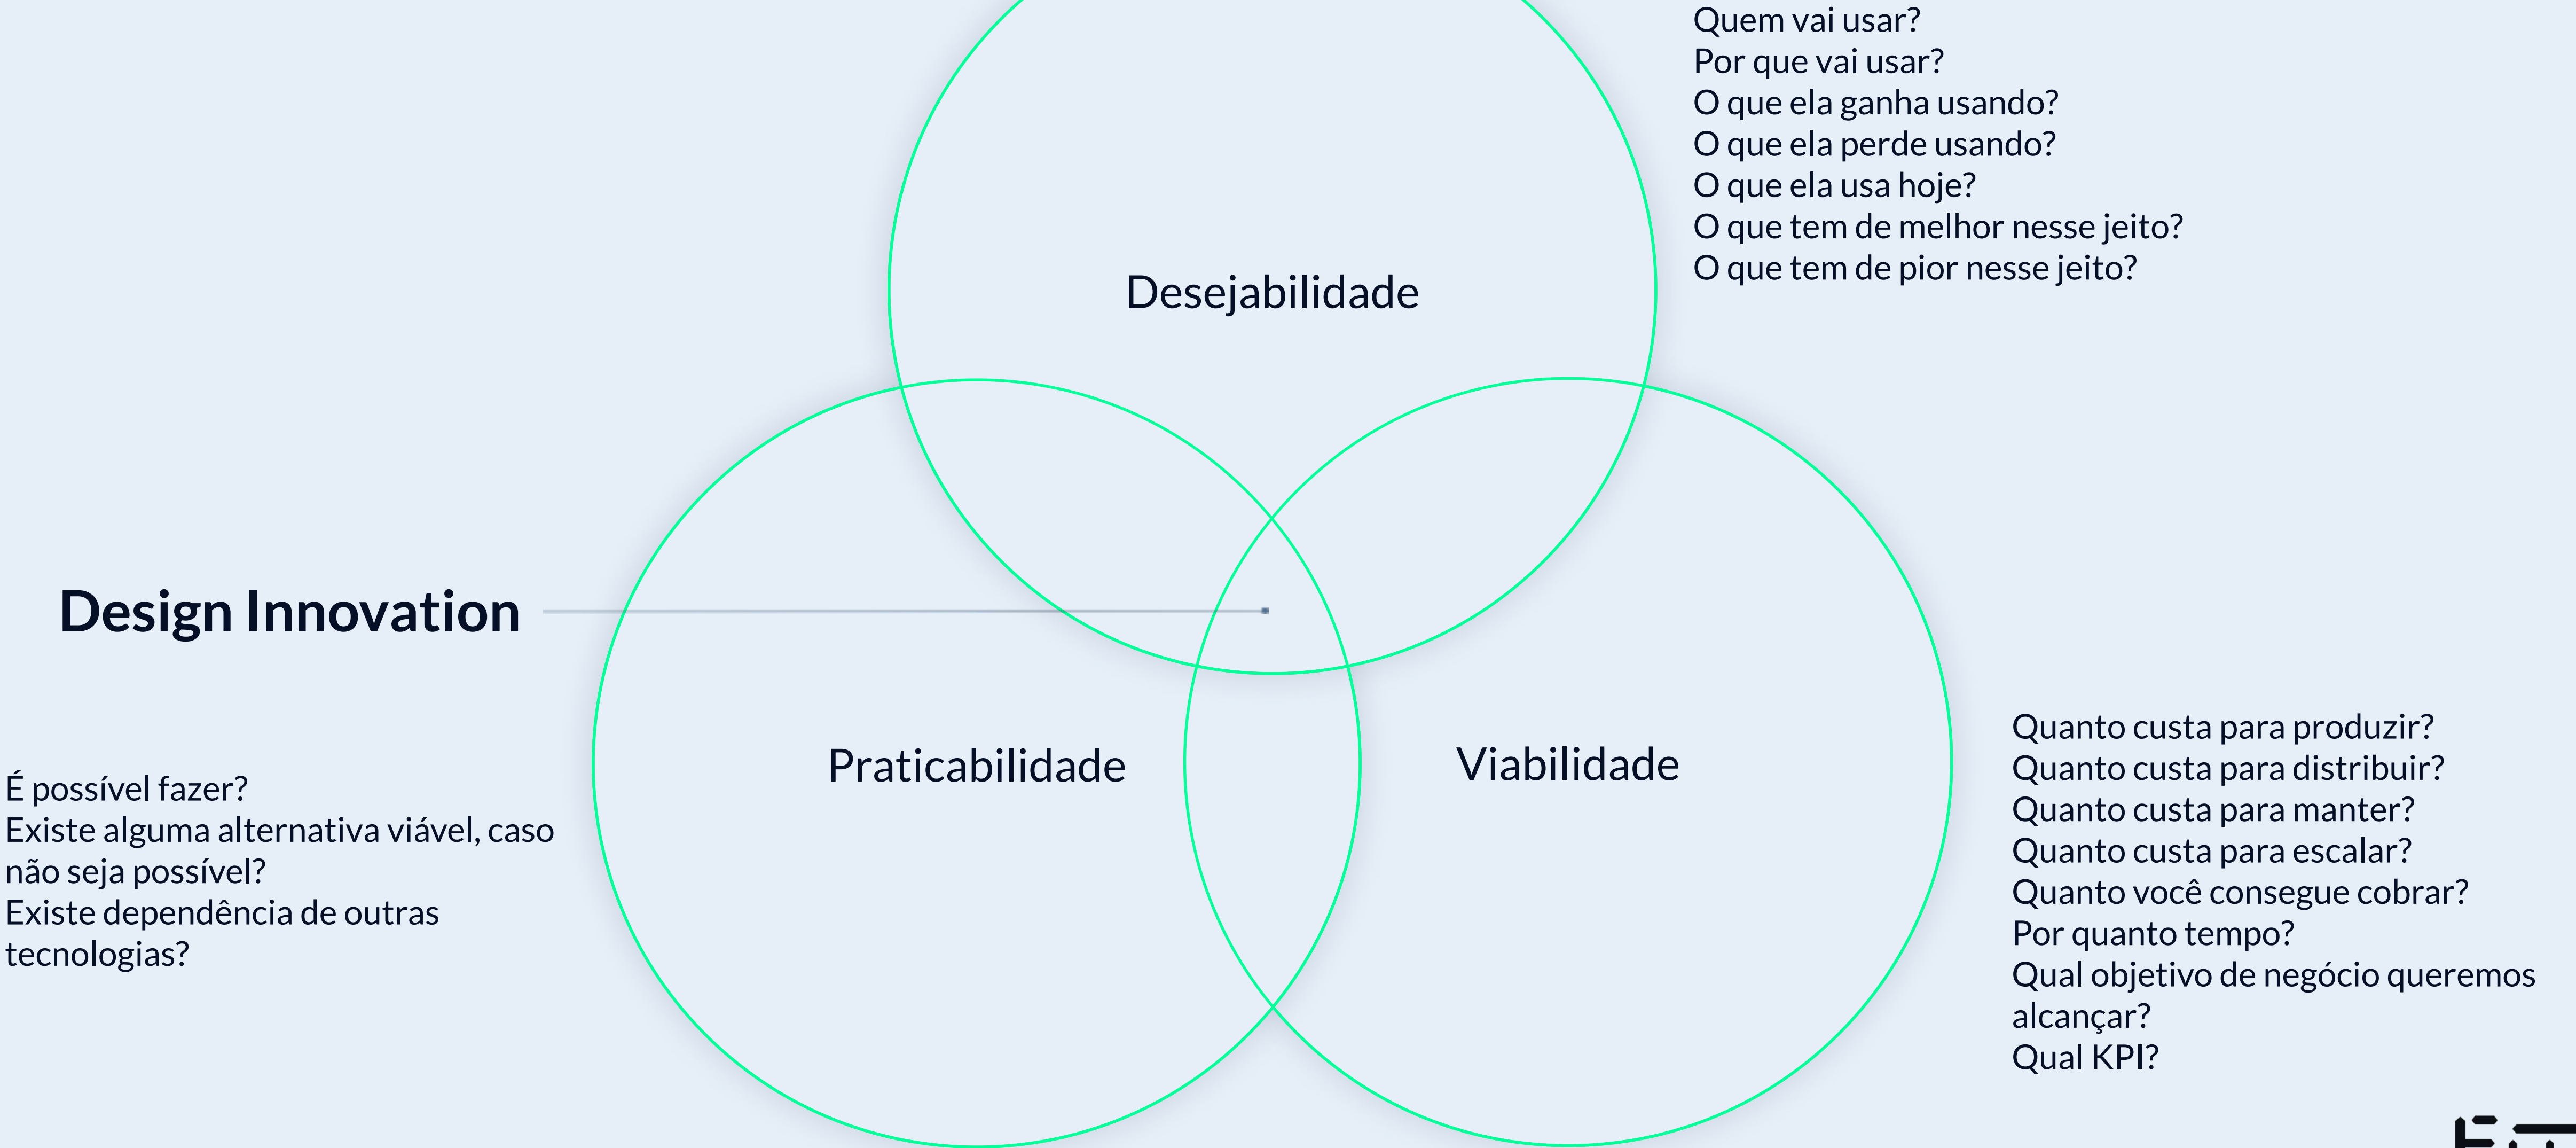 Quem vai usar?
Por que vai usar?
O que ela ganha usando?
O que ela perde usando?
O que ela usa hoje?
O que tem de melhor nesse jeito?
O que tem de pior nesse jeito?
Desejabilidade
Design Innovation
Praticabilidade
Viabilidade
É possível fazer?
Existe alguma alternativa viável, caso
não seja possível?
Existe dependência de outras
tecnologias?
Quanto custa para produzir?
Quanto custa para distribuir?
Quanto custa para manter?
Quanto custa para escalar?
Quanto você consegue cobrar?
Por quanto tempo?
Qual objetivo de negócio queremos
alcançar?
Qual KPI?